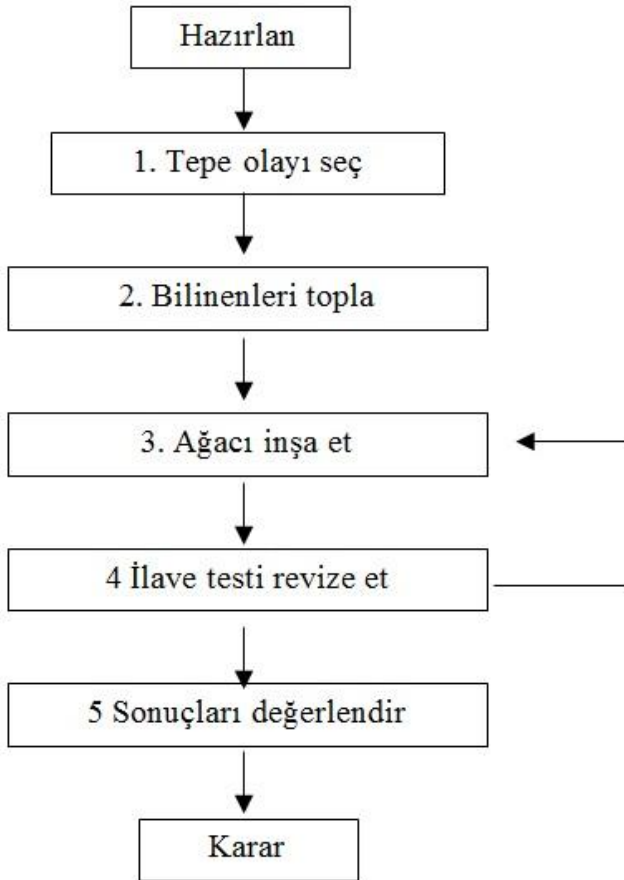 Hazırlan
1. Tepe olayı seç
2. Bilinenleri topla
3. Ağacı inşa et
4 İlave testi revize et
5 Sonuçları değerlendir
Karar